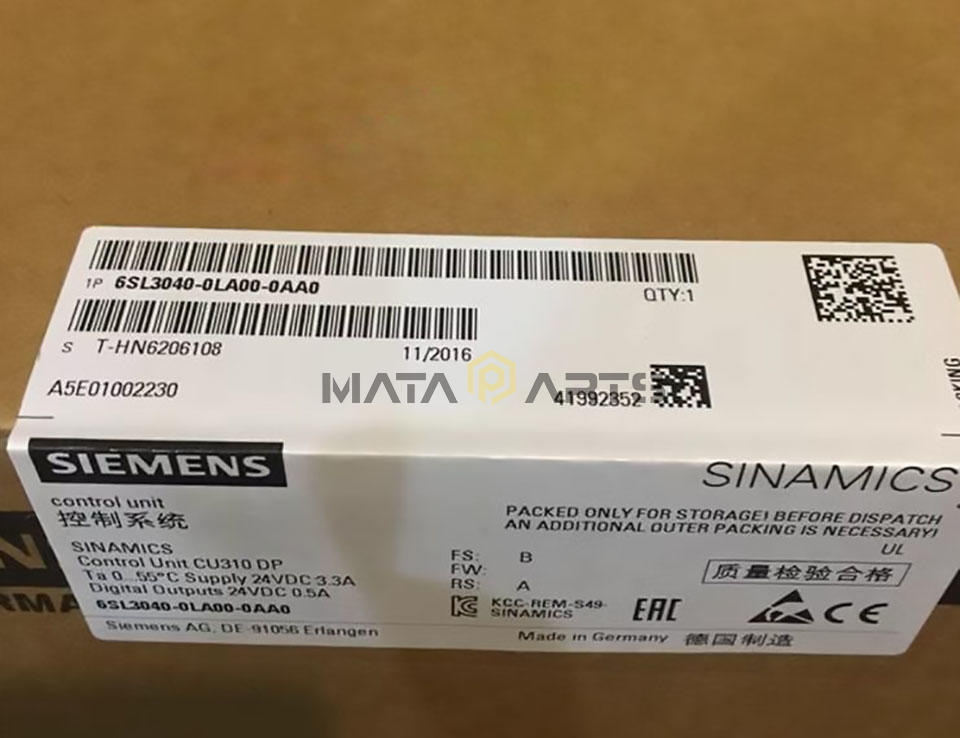 1P 6SL3040-0LA00-0AA0
QTY:1
S T-HN6206108 11/2016
MATA PARTS
A5E01002230
41992352
KING
SIEMENS
SINAMICS
control unit
控制系统
PACKED ONLY FOR STORAGE! BEFORE DISPATCH
AN ADDITIONAL OUTER PACKING IS NECESSARY!
UL
SINAMICS
Control Unit CU310 DP
Ta 0...55°C Supply 24VDC 3.3A
Digital Outputs 24VDC 0.5A
6SL3040-0LA00-0AA0
FS: B
FW:
RS: A
质量检验合格
KCC-REM-S49-
SINAMICS
EAC
CE
Siemens AG, DE-91056 Erlangen
Made in Germany 德国制造
N
RMA